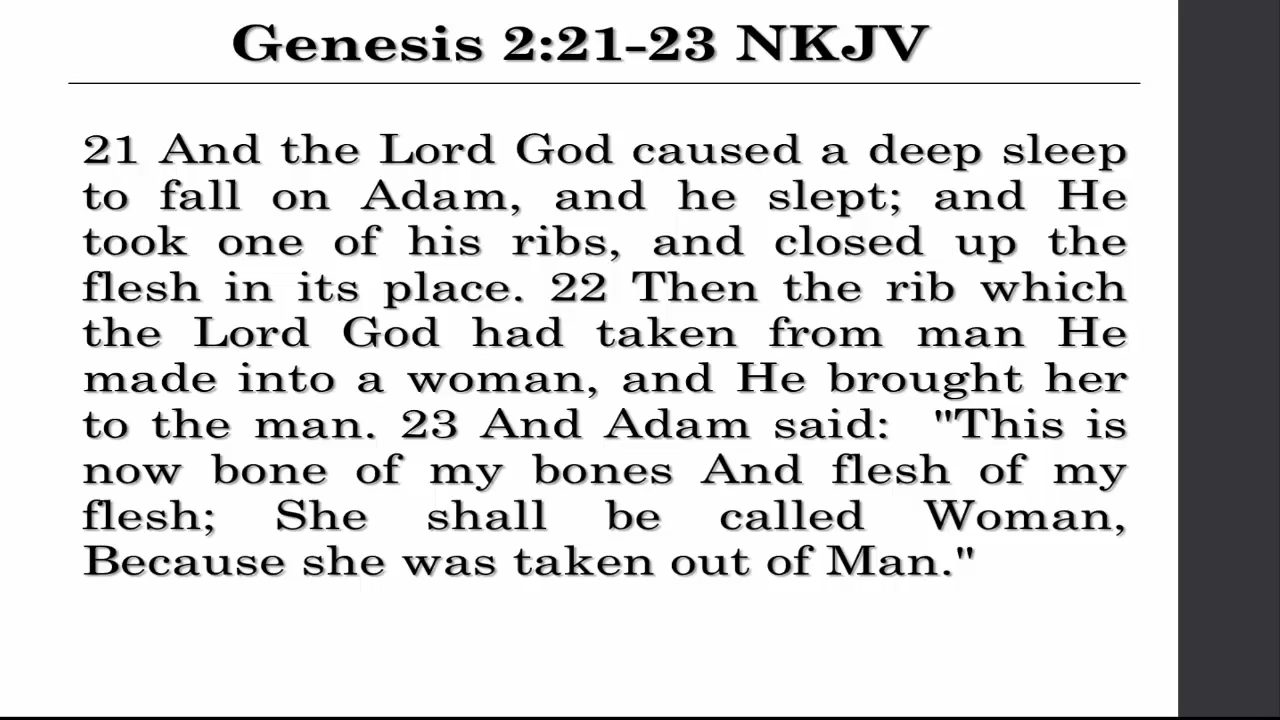 Genesis 2:21-23 NKJV
21 And the Lord God caused a deep sleep
to fall on Adam, and he slept; and He
took one of his ribs, and closed up the
flesh in its place. 22 Then the rib which
the Lord God had taken from man He
made into a woman, and He brought her
to the man. 23 And Adam said:  "This is
now bone of my bones And flesh of my
flesh; She shall be called Woman,
Because she was taken out of Man."